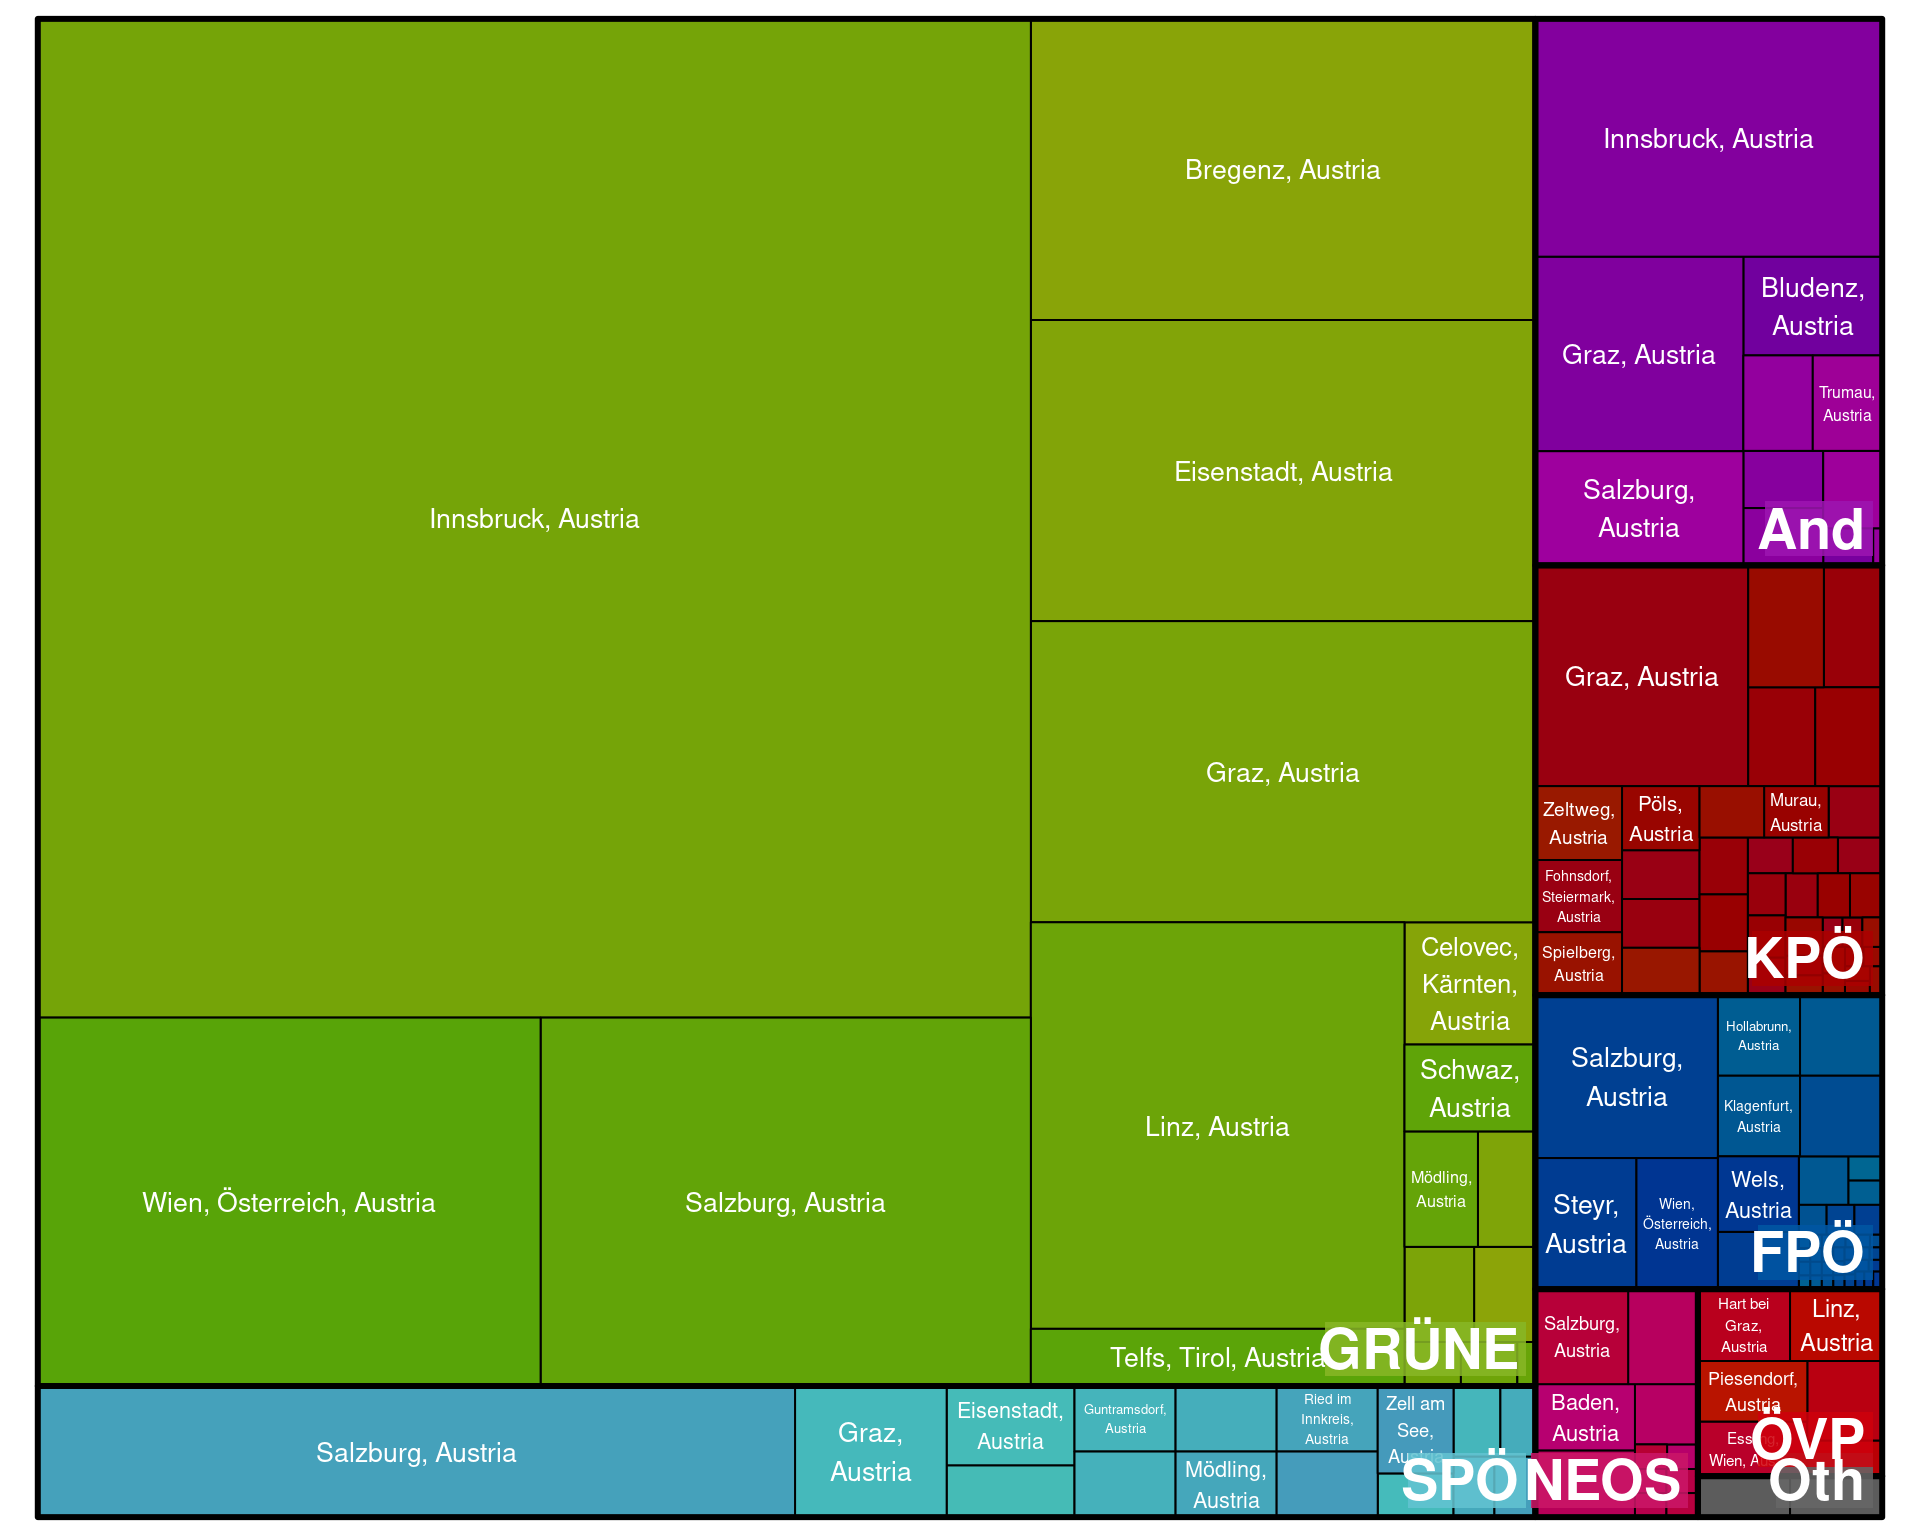 Innsbruck, Austria
Bregenz, Austria
Eisenstadt, Austria
Graz, Austria
Linz, Austria
Celovec,
Kärnten,
Austria
Schwaz,
Austria
Mödling,
Austria
Wien, Österreich, Austria
Salzburg, Austria
Telfs, Tirol, Austria
GRÜNE
Innsbruck, Austria
Graz, Austria
Bludenz,
Austria
Trumau,
Austria
Salzburg,
Austria
And
Graz, Austria
Zeltweg,
Austria
Pöls,
Austria
Murau,
Austria
Fohnsdorf,
Steiermark,
Austria
Spielberg,
Austria
KPÖ
Salzburg,
Austria
Hollabrunn,
Austria
Klagenfurt,
Austria
Steyr,
Austria
Wien,
Österreich,
Austria
Wels,
Austria
FPÖ
Salzburg, Austria
Graz,
Austria
Eisenstadt,
Austria
Guntramsdorf,
Austria
Mödling,
Austria
Ried im
Innkreis,
Austria
Zell am
See,
Austria
SPÖ
Salzburg,
Austria
Baden,
Austria
NEOS
Hart bei
Graz,
Austria
Linz,
Austria
Piesendorf,
Austria
Wien,
ÖVP
Oth